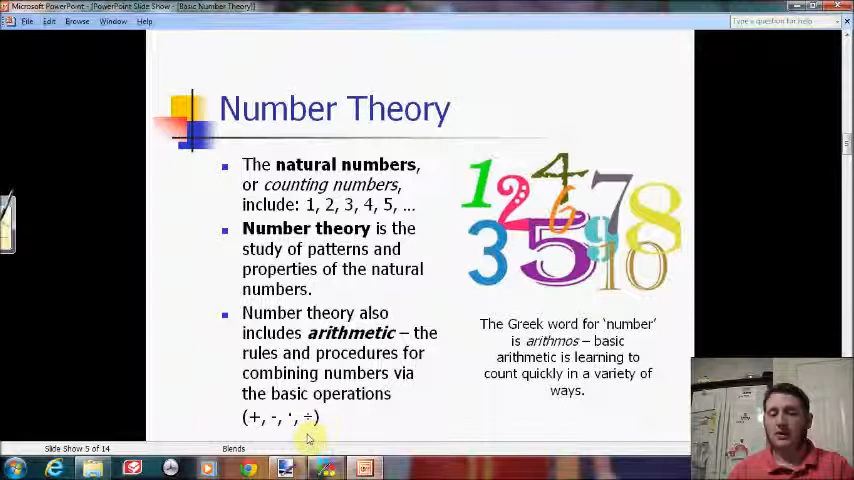 Microsoft PowerPoint - [PowerPoint Slide Show - [Basic Number Theory]]
File Edit Browse Window Help
Type a question for help
Number Theory
The natural numbers,
or counting numbers,
include: 1, 2, 3, 4, 5, ...
Number theory is the
study of patterns and
properties of the natural
numbers.
Number theory also
includes arithmetic – the
rules and procedures for
combining numbers via
the basic operations
(+, -, ·, ÷)
1 2 3 4 5 6 7 8 9 10
The Greek word for ‘number’
is arithmos – basic
arithmetic is learning to
count quickly in a variety of
ways.
Slide Show 5 of 14
Blends